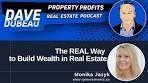 DAVE
DUBEAU
PROPERTY PROFITS
REAL ESTATE PODCAST
The REAL Way
to Build Wealth in Real Estate
Monika Jazyk